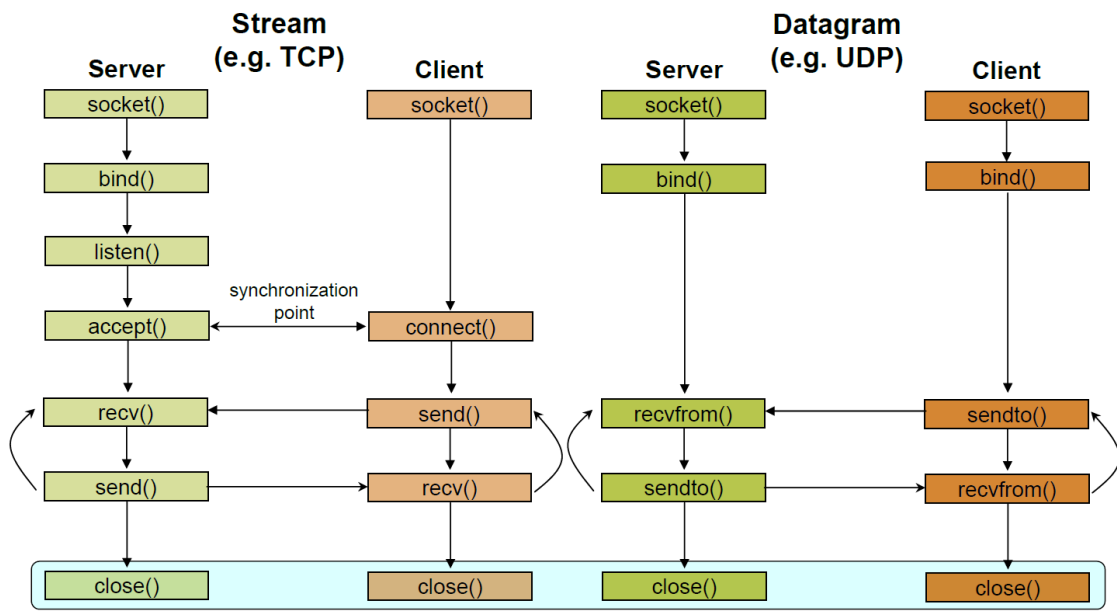 Stream
(e.g. TCP)
Server
Client
socket()
socket()
bind()
listen()
synchronization
point
accept()
connect()
recv()
send()
send()
recv()
close()
close()
Datagram
(e.g. UDP)
Server
Client
socket()
socket()
bind()
bind()
recvfrom()
sendto()
sendto()
recvfrom()
close()
close()